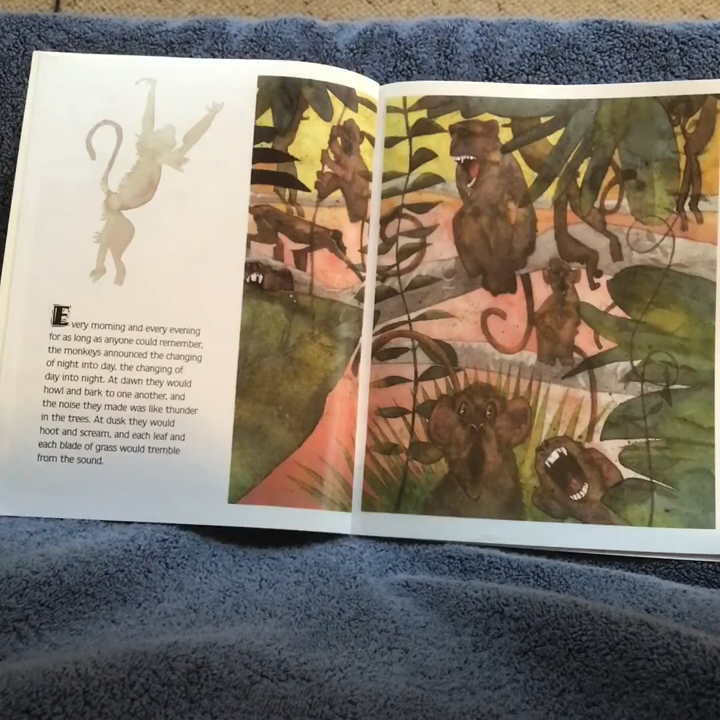 Every morning and every evening
for as long as anyone could remember,
the monkeys announced the changing
of night into day, the changing of
day into night. At dawn they would
howl and bark to one another, and
the noise they made was like thunder
in the trees. At dusk they would
hoot and scream, and each leaf and
each blade of grass would tremble
from the sound.